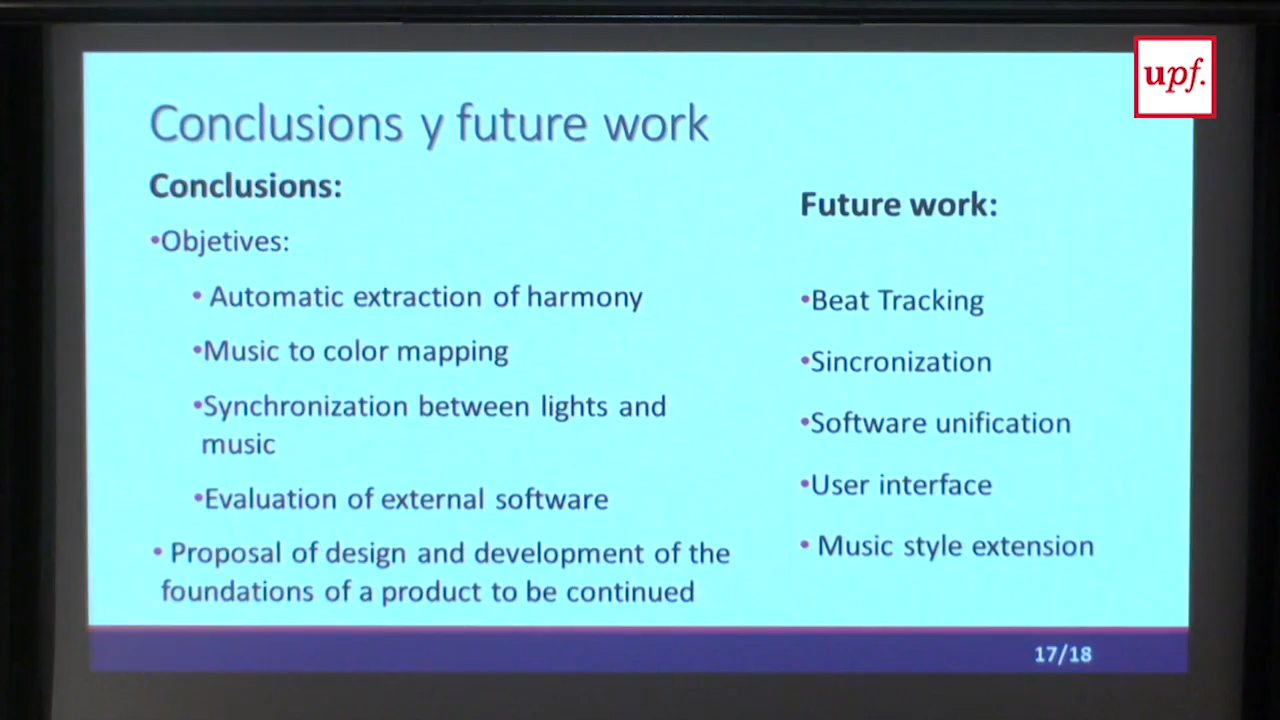 upf.
Conclusions y future work
Conclusions:
•Objetives:
• Automatic extraction of harmony
•Music to color mapping
•Synchronization between lights and
music
•Evaluation of external software
• Proposal of design and development of the
foundations of a product to be continued
Future work:
•Beat Tracking
•Sincronization
•Software unification
•User interface
• Music style extension
17/18